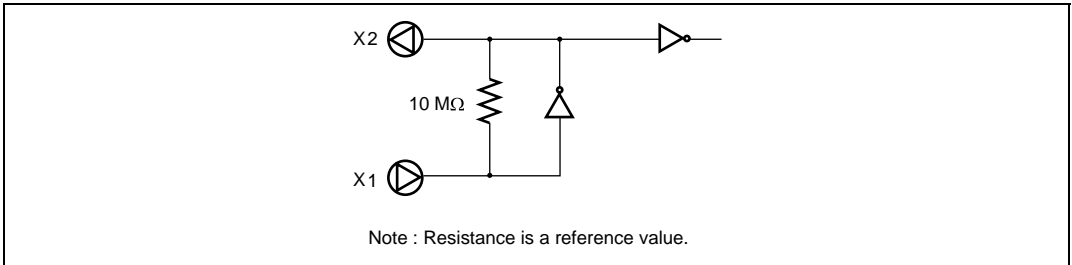 X2
10 MΩ
X1
Note : Resistance is a reference value.